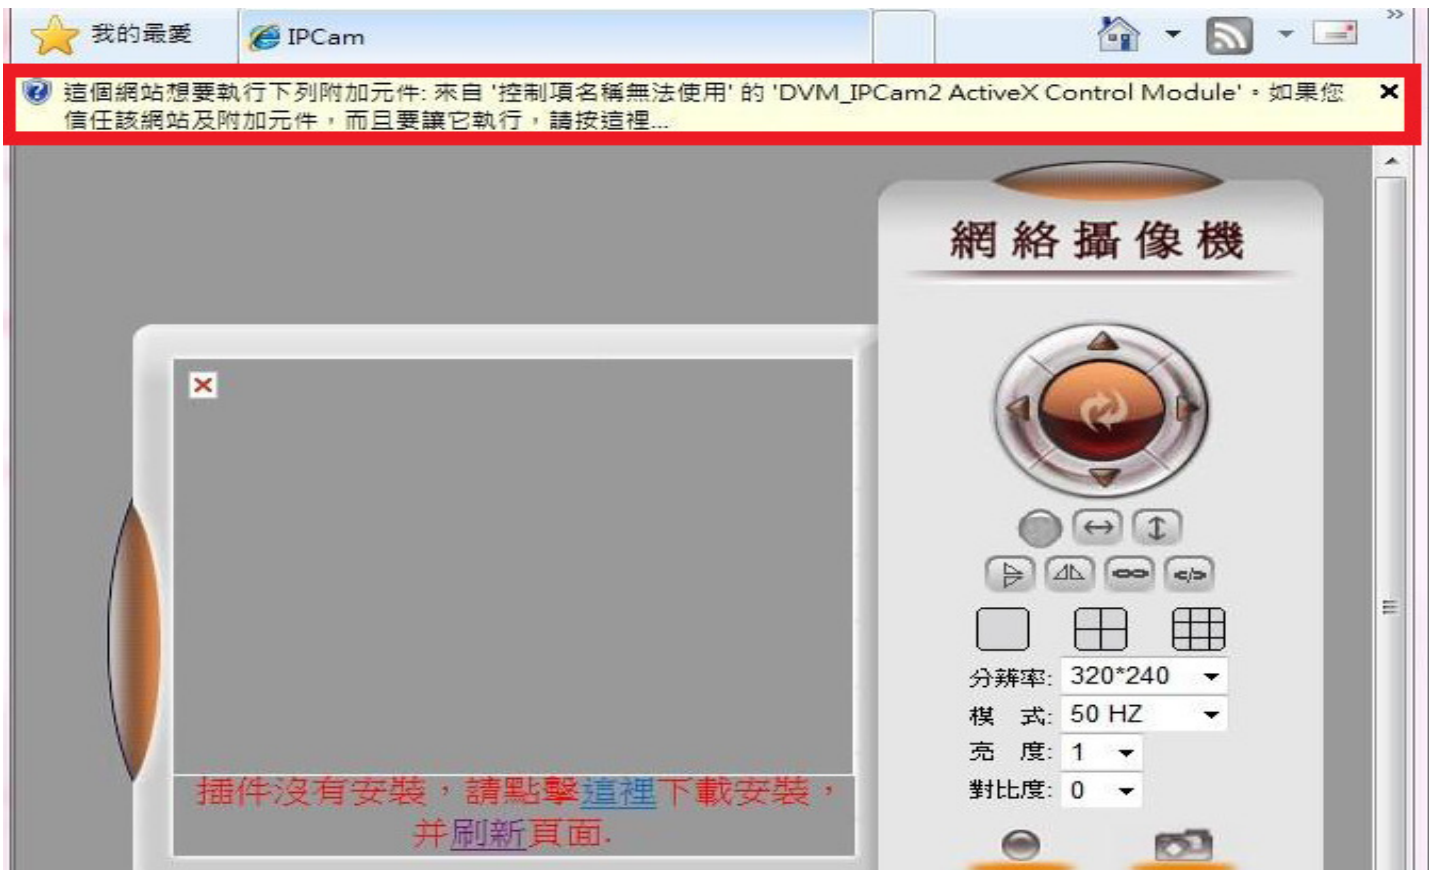 我的最愛
IPCam
這個網站想要執行下列附加元件: 來自 '控制項名稱無法使用' 的 'DVM_IPCam2 ActiveX Control Module'。如果您
信任該網站及附加元件，而且要讓它執行，請按這裡...
網絡攝像機
分辨率: 320*240
模 式: 50 HZ
亮 度: 1
對比度: 0
插件沒有安裝，請點擊這裡下載安裝，
并刷新頁面.